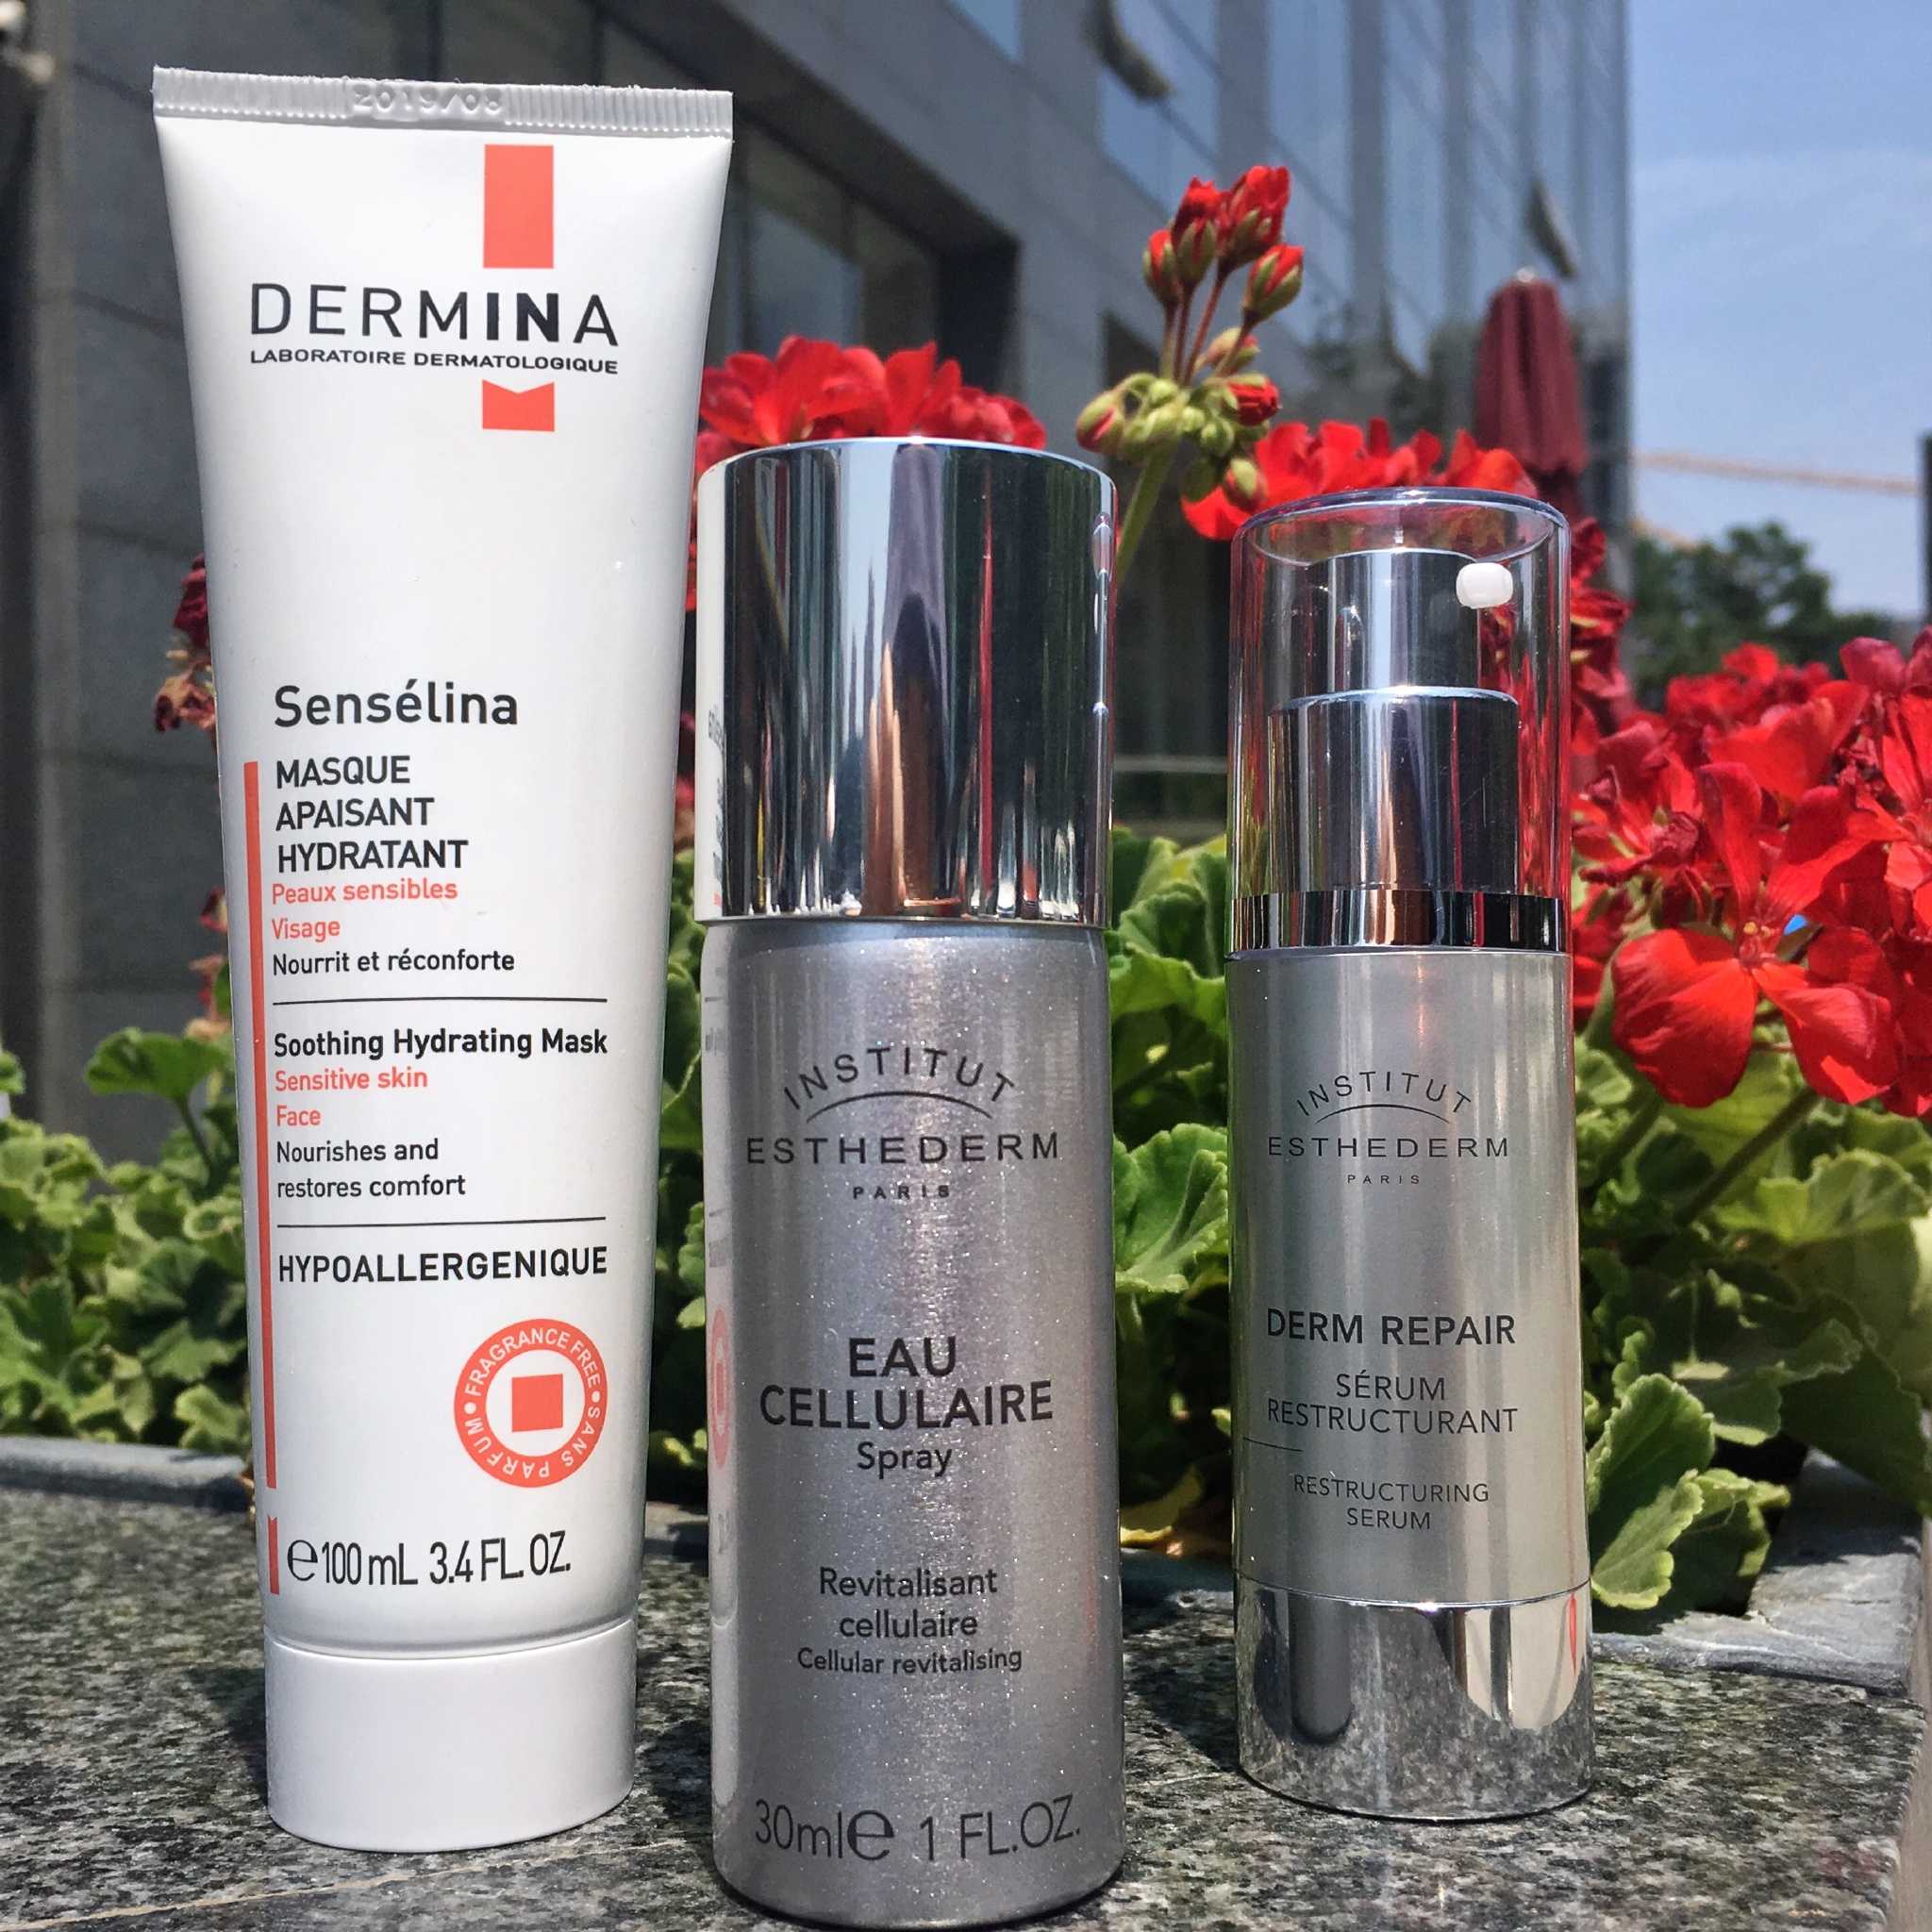 2019/08
DERMINA
LABORATOIRE DERMATOLOGIQUE
Sensélina
MASQUE
APAISANT
HYDRATANT
Peaux sensibles
Visage
Nourrit et réconforte
Soothing Hydrating Mask
Sensitive skin
Face
Nourishes and
restores comfort
HYPOALLERGENIQUE
FRAGRANCE FREE • SANS PARFUM •
e100 mL 3.4 FL. OZ.
INSTITUT
ESTHEDERM
PARIS
EAU
CELLULAIRE
Spray
Revitalisant
cellulaire
Cellular revitalising
30ml e 1 FL.OZ.
INSTITUT
ESTHEDERM
PARIS
DERM REPAIR
SÉRUM
RESTRUCTURANT
RESTRUCTURING
SERUM